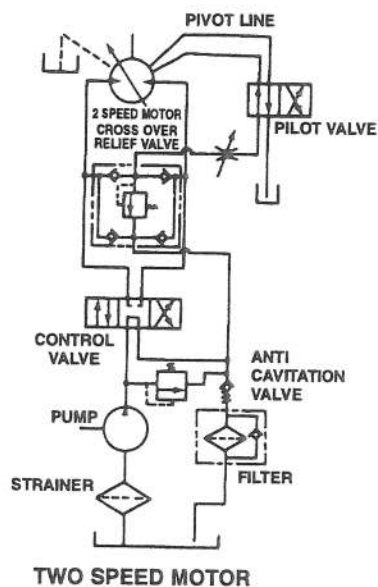 PIVOT LINE
2 SPEED MOTOR
CROSS OVER
RELIEF VALVE
PILOT VALVE
CONTROL
VALVE
ANTI
CAVITATION
VALVE
PUMP
STRAINER
FILTER
TWO SPEED MOTOR